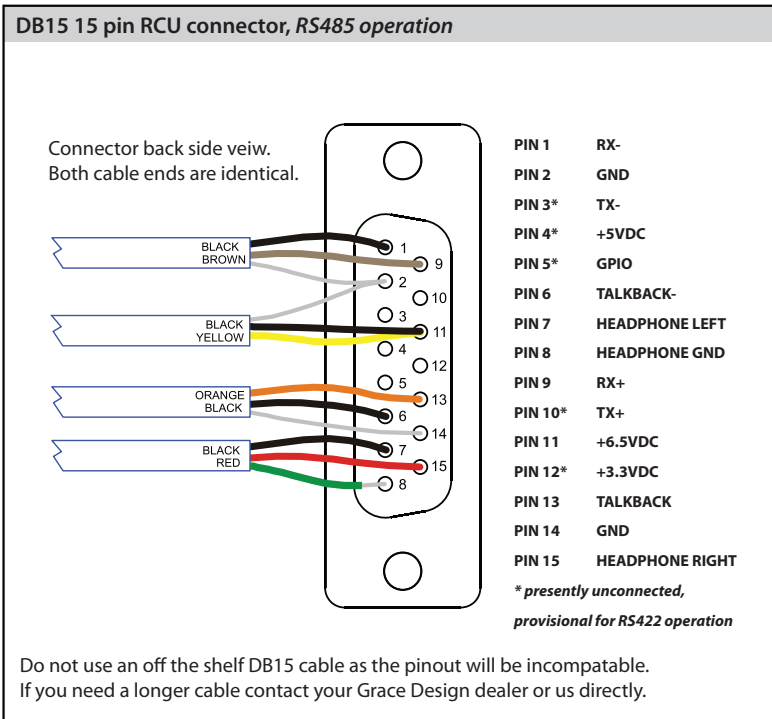 DB15 15 pin RCU connector, RS485 operation
Connector back side veiw.
Both cable ends are identical.
BLACK
BROWN
BLACK
YELLOW
ORANGE
BLACK
BLACK
RED
1
9
2
10
3
11
4
12
5
13
6
14
7
15
8
PIN 1 RX-
PIN 2 GND
PIN 3* TX-
PIN 4* +5VDC
PIN 5* GPIO
PIN 6 TALKBACK-
PIN 7 HEADPHONE LEFT
PIN 8 HEADPHONE GND
PIN 9 RX+
PIN 10* TX+
PIN 11 +6.5VDC
PIN 12* +3.3VDC
PIN 13 TALKBACK
PIN 14 GND
PIN 15 HEADPHONE RIGHT
* presently unconnected,
provisional for RS422 operation
Do not use an off the shelf DB15 cable as the pinout will be incompatable.
If you need a longer cable contact your Grace Design dealer or us directly.